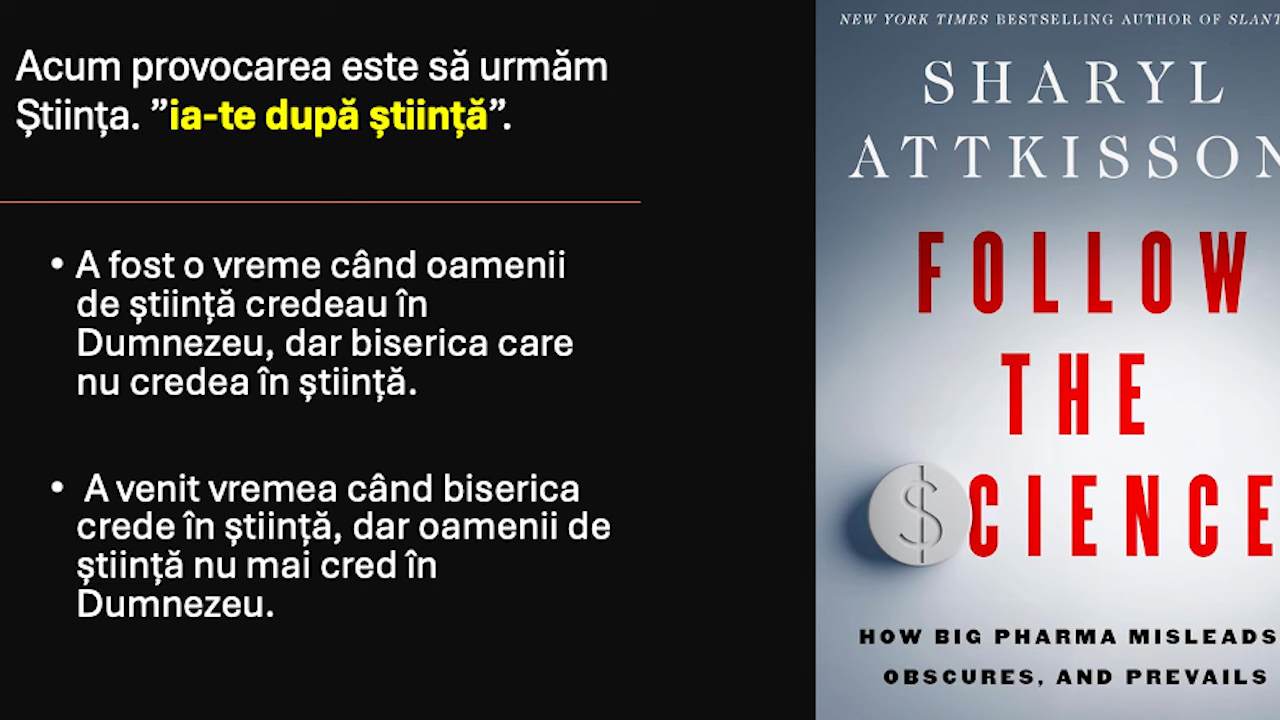 Acum provocarea este să urmăm
Știința. ”ia-te după știință”.
• A fost o vreme când oamenii
de știință credeau în
Dumnezeu, dar biserica care
nu credea în știință.
• A venit vremea când biserica
crede în știință, dar oamenii de
știință nu mai cred în
Dumnezeu.
NEW YORK TIMES BESTSELLING AUTHOR OF SLANT
SHARYL
ATTKISSON
FOLLOW
THE
$CIENCE
HOW BIG PHARMA MISLEADS
OBSCURES, AND PREVAILS